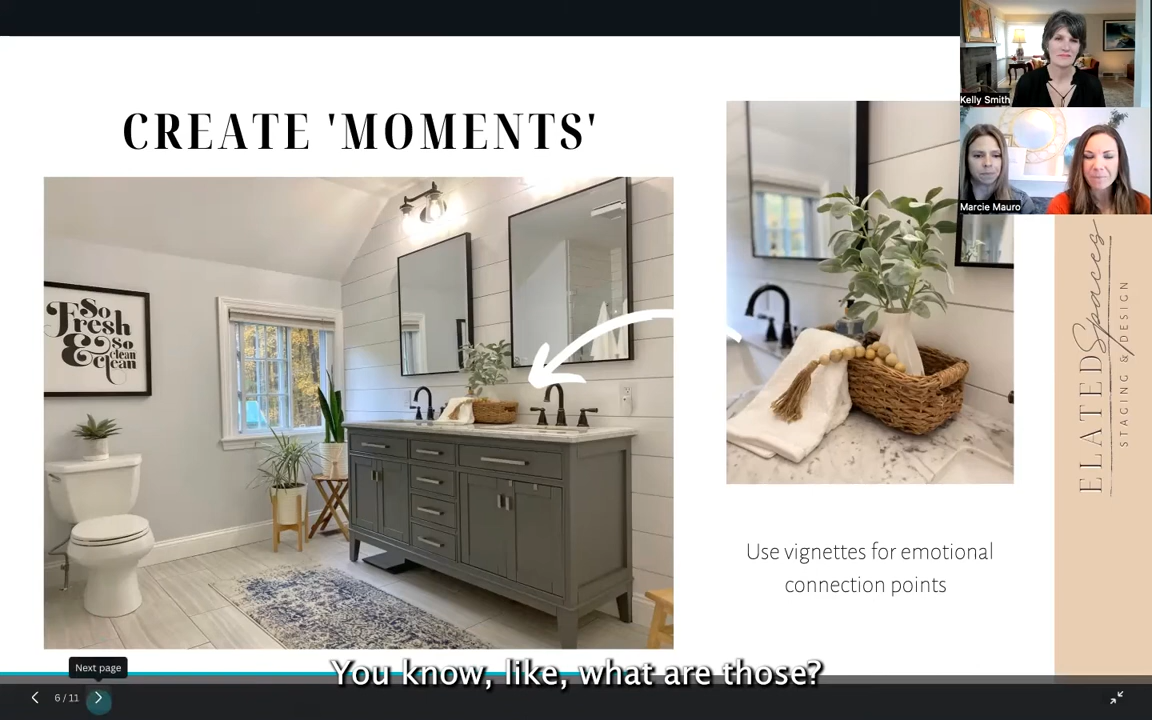 CREATE 'MOMENTS'
So
Fresh
& So
clean
clean
Kelly Smith
Marcie Mauro
ELATED Spaces
STAGING & DESIGN
Use vignettes for emotional
connection points
You know, like, what are those?
Next page
6 / 11